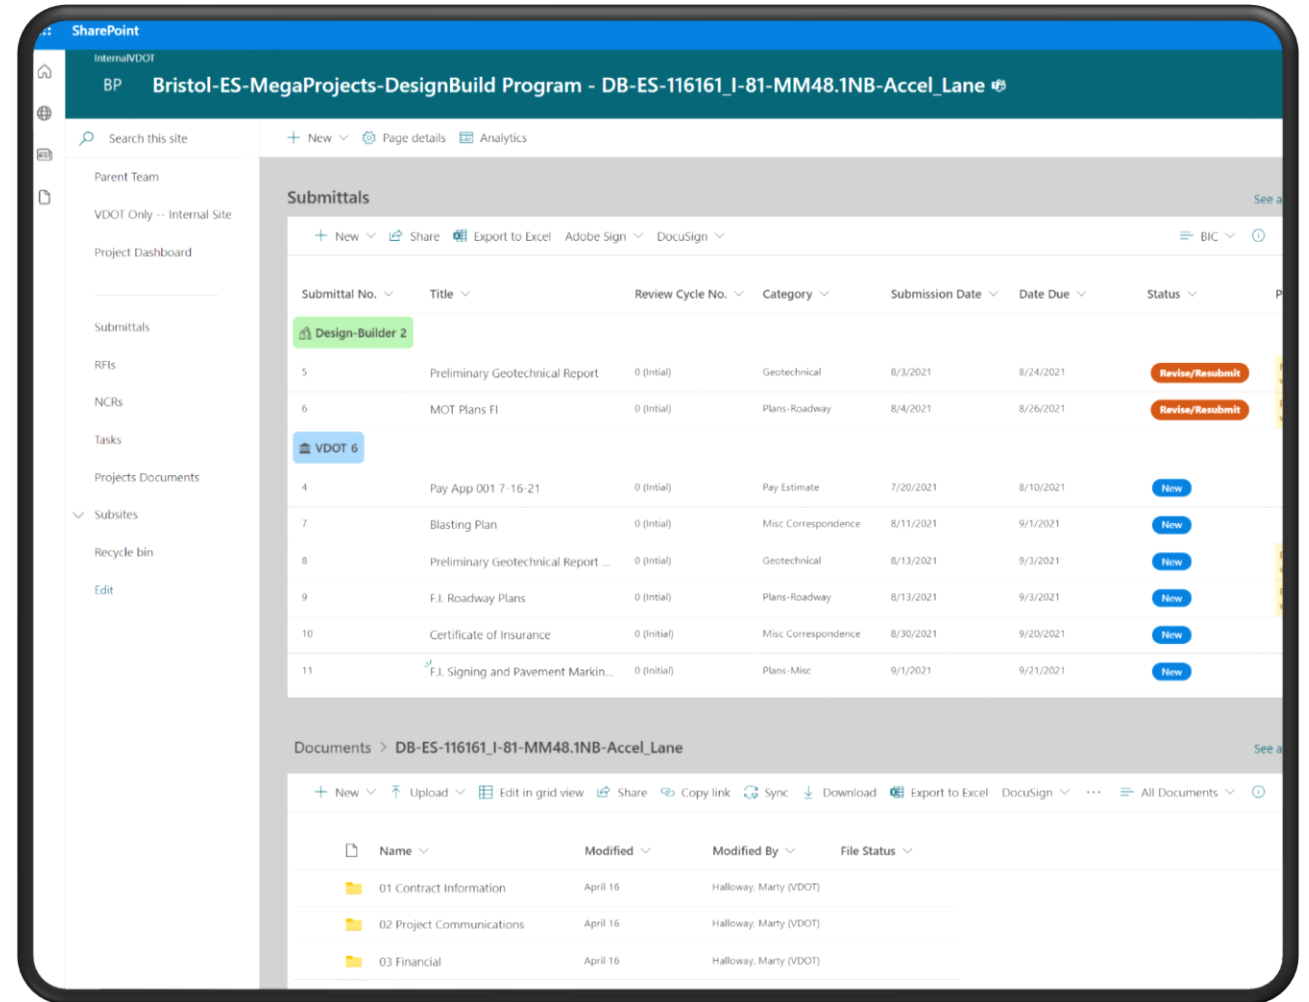 SharePoint
InternalVDOT
BP Bristol-ES-MegaProjects-DesignBuild Program - DB-ES-116161_I-81-MM48.1NB-Accel_Lane
Search this site
New Page details Analytics
Parent Team
VDOT Only -- Internal Site
Project Dashboard
Submittals
RFIs
NCRs
Tasks
Projects Documents
Subsites
Recycle bin
Edit
Submittals See a
New Share Export to Excel Adobe Sign DocuSign BIC
Submittal No. Title Review Cycle No. Category Submission Date Date Due Status P
Design-Builder 2
5 Preliminary Geotechnical Report 0 (Intial) Geotechnical 8/3/2021 8/24/2021 Revise/Resubmit
6 MOT Plans FI 0 (Intial) Plans-Roadway 8/4/2021 8/26/2021 Revise/Resubmit
VDOT 6
4 Pay App 001 7-16-21 0 (Intial) Pay Estimate 7/20/2021 8/10/2021 New
7 Blasting Plan 0 (Intial) Misc Correspondence 8/11/2021 9/1/2021 New
8 Preliminary Geotechnical Report ... 0 (Intial) Geotechnical 8/13/2021 9/3/2021 New
9 F.I. Roadway Plans 0 (Intial) Plans-Roadway 8/13/2021 9/3/2021 New
10 Certificate of Insurance 0 (Initial) Misc Correspondence 8/30/2021 9/20/2021 New
11 F.I. Signing and Pavement Markin... 0 (Initial) Plans-Misc 9/1/2021 9/21/2021 New
Documents > DB-ES-116161_I-81-MM48.1NB-Accel_Lane See a
New Upload Edit in grid view Share Copy link Sync Download Export to Excel DocuSign ... All Documents
Name Modified Modified By File Status
01 Contract Information April 16 Halloway, Marty (VDOT)
02 Project Communications April 16 Halloway, Marty (VDOT)
03 Financial April 16 Halloway, Marty (VDOT)